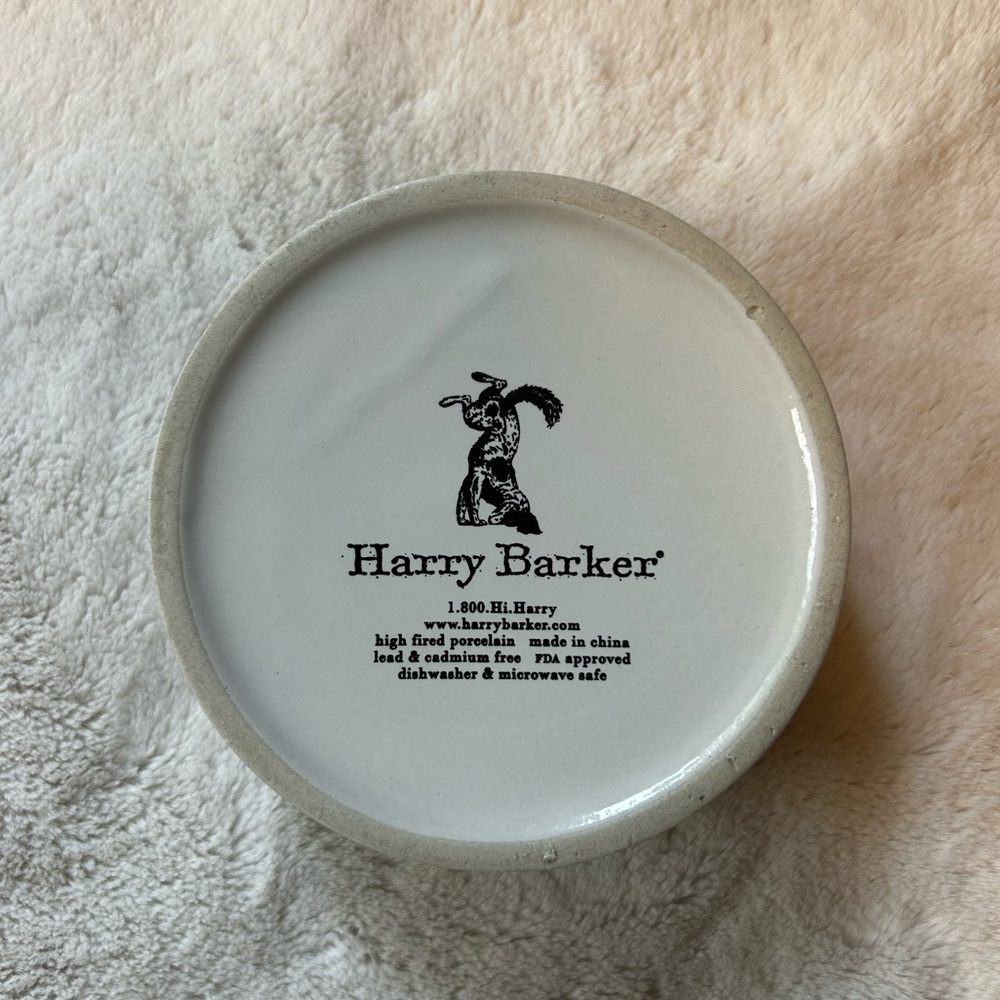 Harry Barker®
1.800.Hi.Harry
www.harrybarker.com
high fired porcelain made in china
lead & cadmium free FDA approved
dishwasher & microwave safe